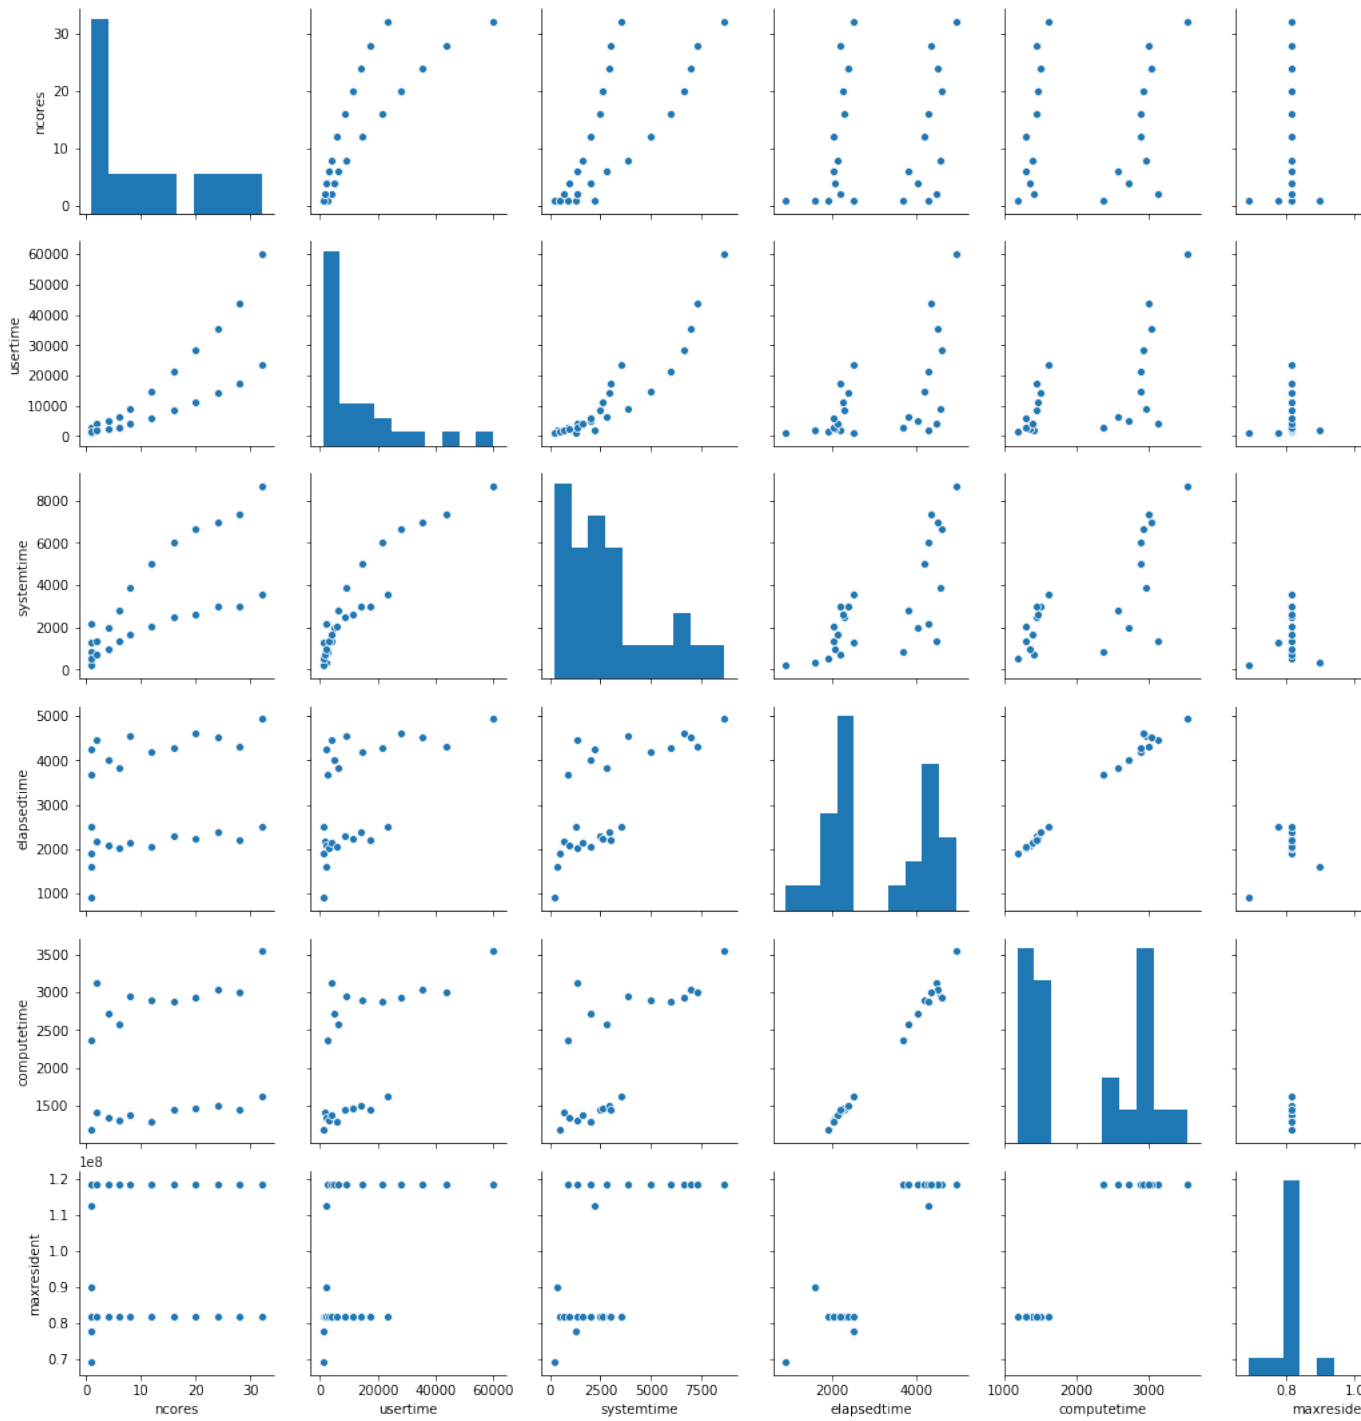 30
20
10
0
ncores
60000
50000
40000
30000
20000
10000
0
usertime
8000
6000
4000
2000
0
systemtime
5000
4000
3000
2000
1000
elapsedtime
3500
3000
2500
2000
1500
computetime
1e8
1.2
1.1
1.0
0.9
0.8
0.7
maxresident
0 10 20 30
0 20000 40000 60000
0 2500 5000 7500
2000 4000
1000 2000 3000
0.8 1.0
ncores usertime systemtime elapsedtime computetime maxreside